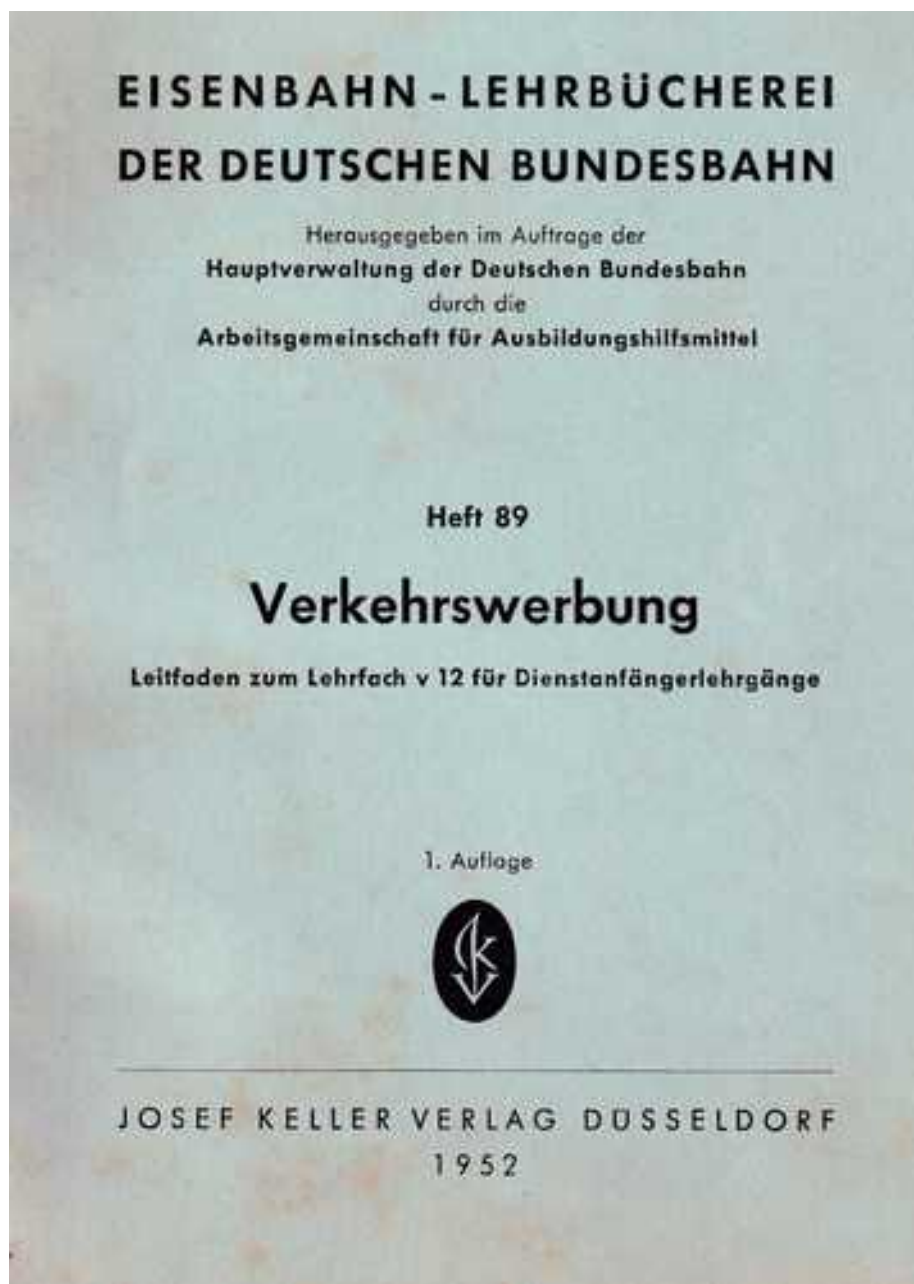 EISENBAHN - LEHRBÜCHEREI
DER DEUTSCHEN BUNDESBAHN
Herausgegeben im Auftrage der
Hauptverwaltung der Deutschen Bundesbahn
durch die
Arbeitsgemeinschaft für Ausbildungshilfsmittel
Heft 89
Verkehrswerbung
Leitfaden zum Lehrfach v 12 für Dienstanfängerlehrgänge
1. Auflage
JKV
JOSEF KELLER VERLAG DÜSSELDORF
1952